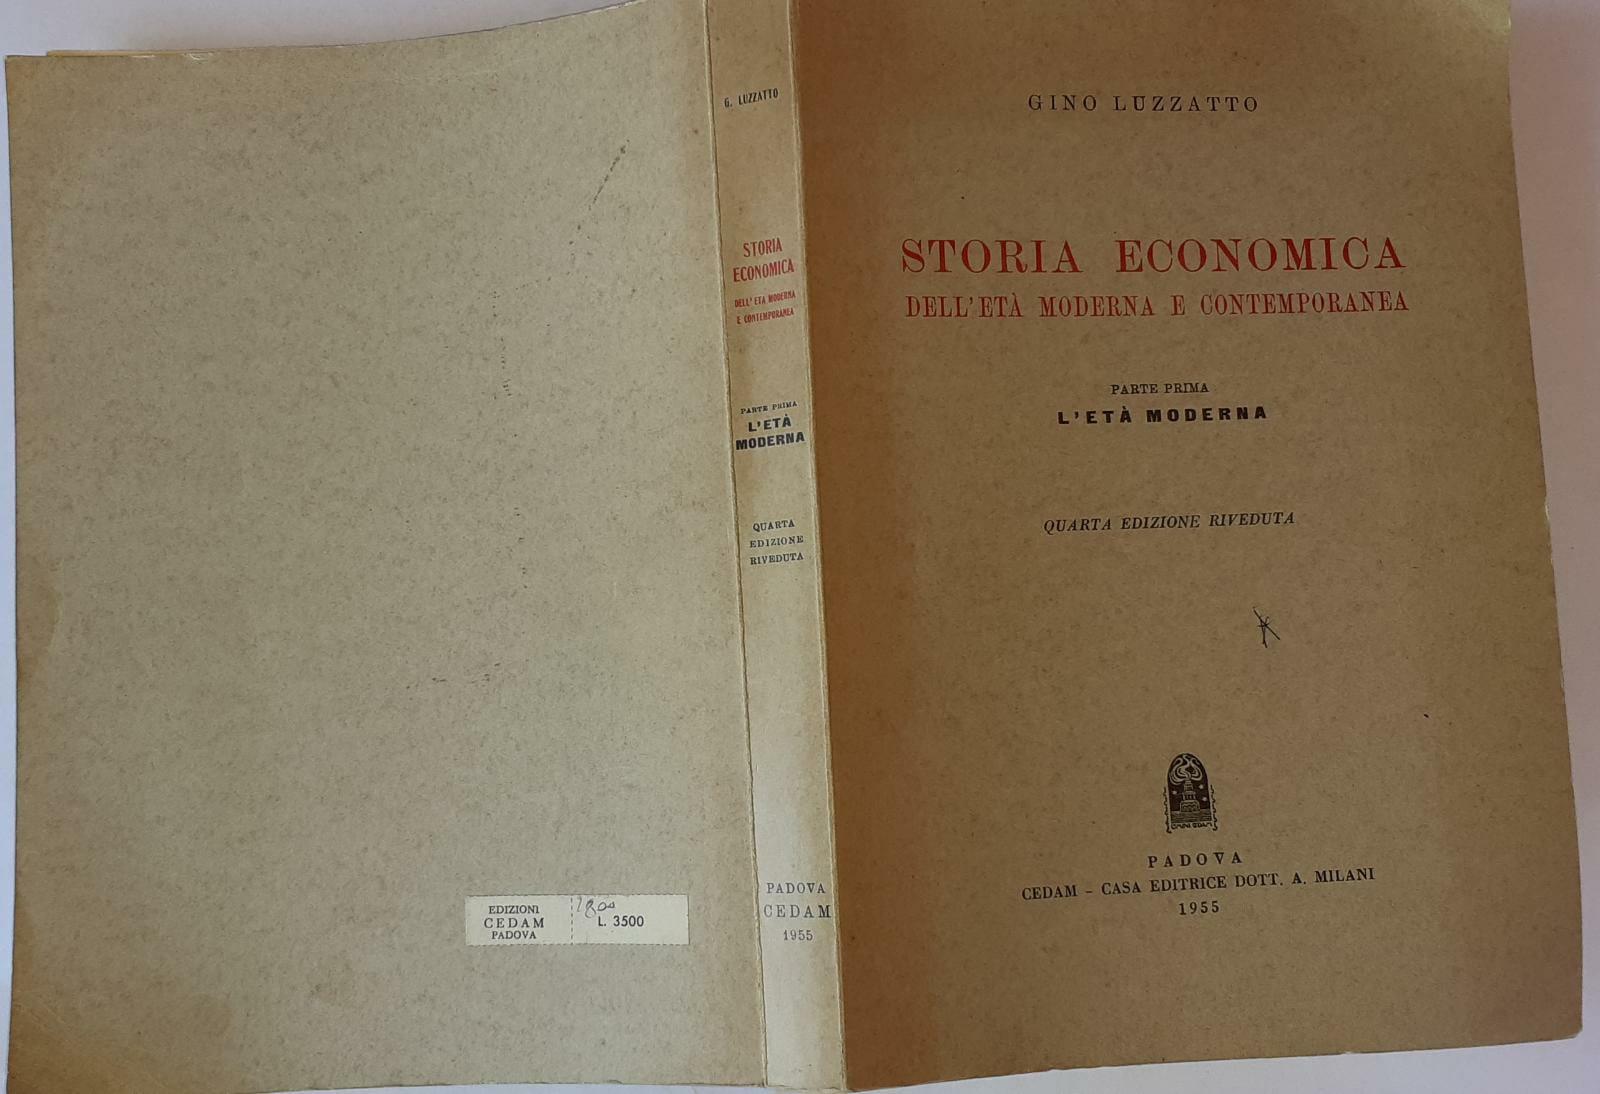 EDIZIONI
CEDAM
PADOVA
L. 3500
G. LUZZATTO
STORIA
ECONOMICA
DELL'ETÀ MODERNA
E CONTEMPORANEA
PARTE PRIMA
L'ETÀ
MODERNA
QUARTA
EDIZIONE
RIVEDUTA
PADOVA
CEDAM
1955
GINO LUZZATTO
STORIA ECONOMICA
DELL'ETÀ MODERNA E CONTEMPORANEA
PARTE PRIMA
L'ETÀ MODERNA
QUARTA EDIZIONE RIVEDUTA
PADOVA
CEDAM – CASA EDITRICE DOTT. A. MILANI
1955